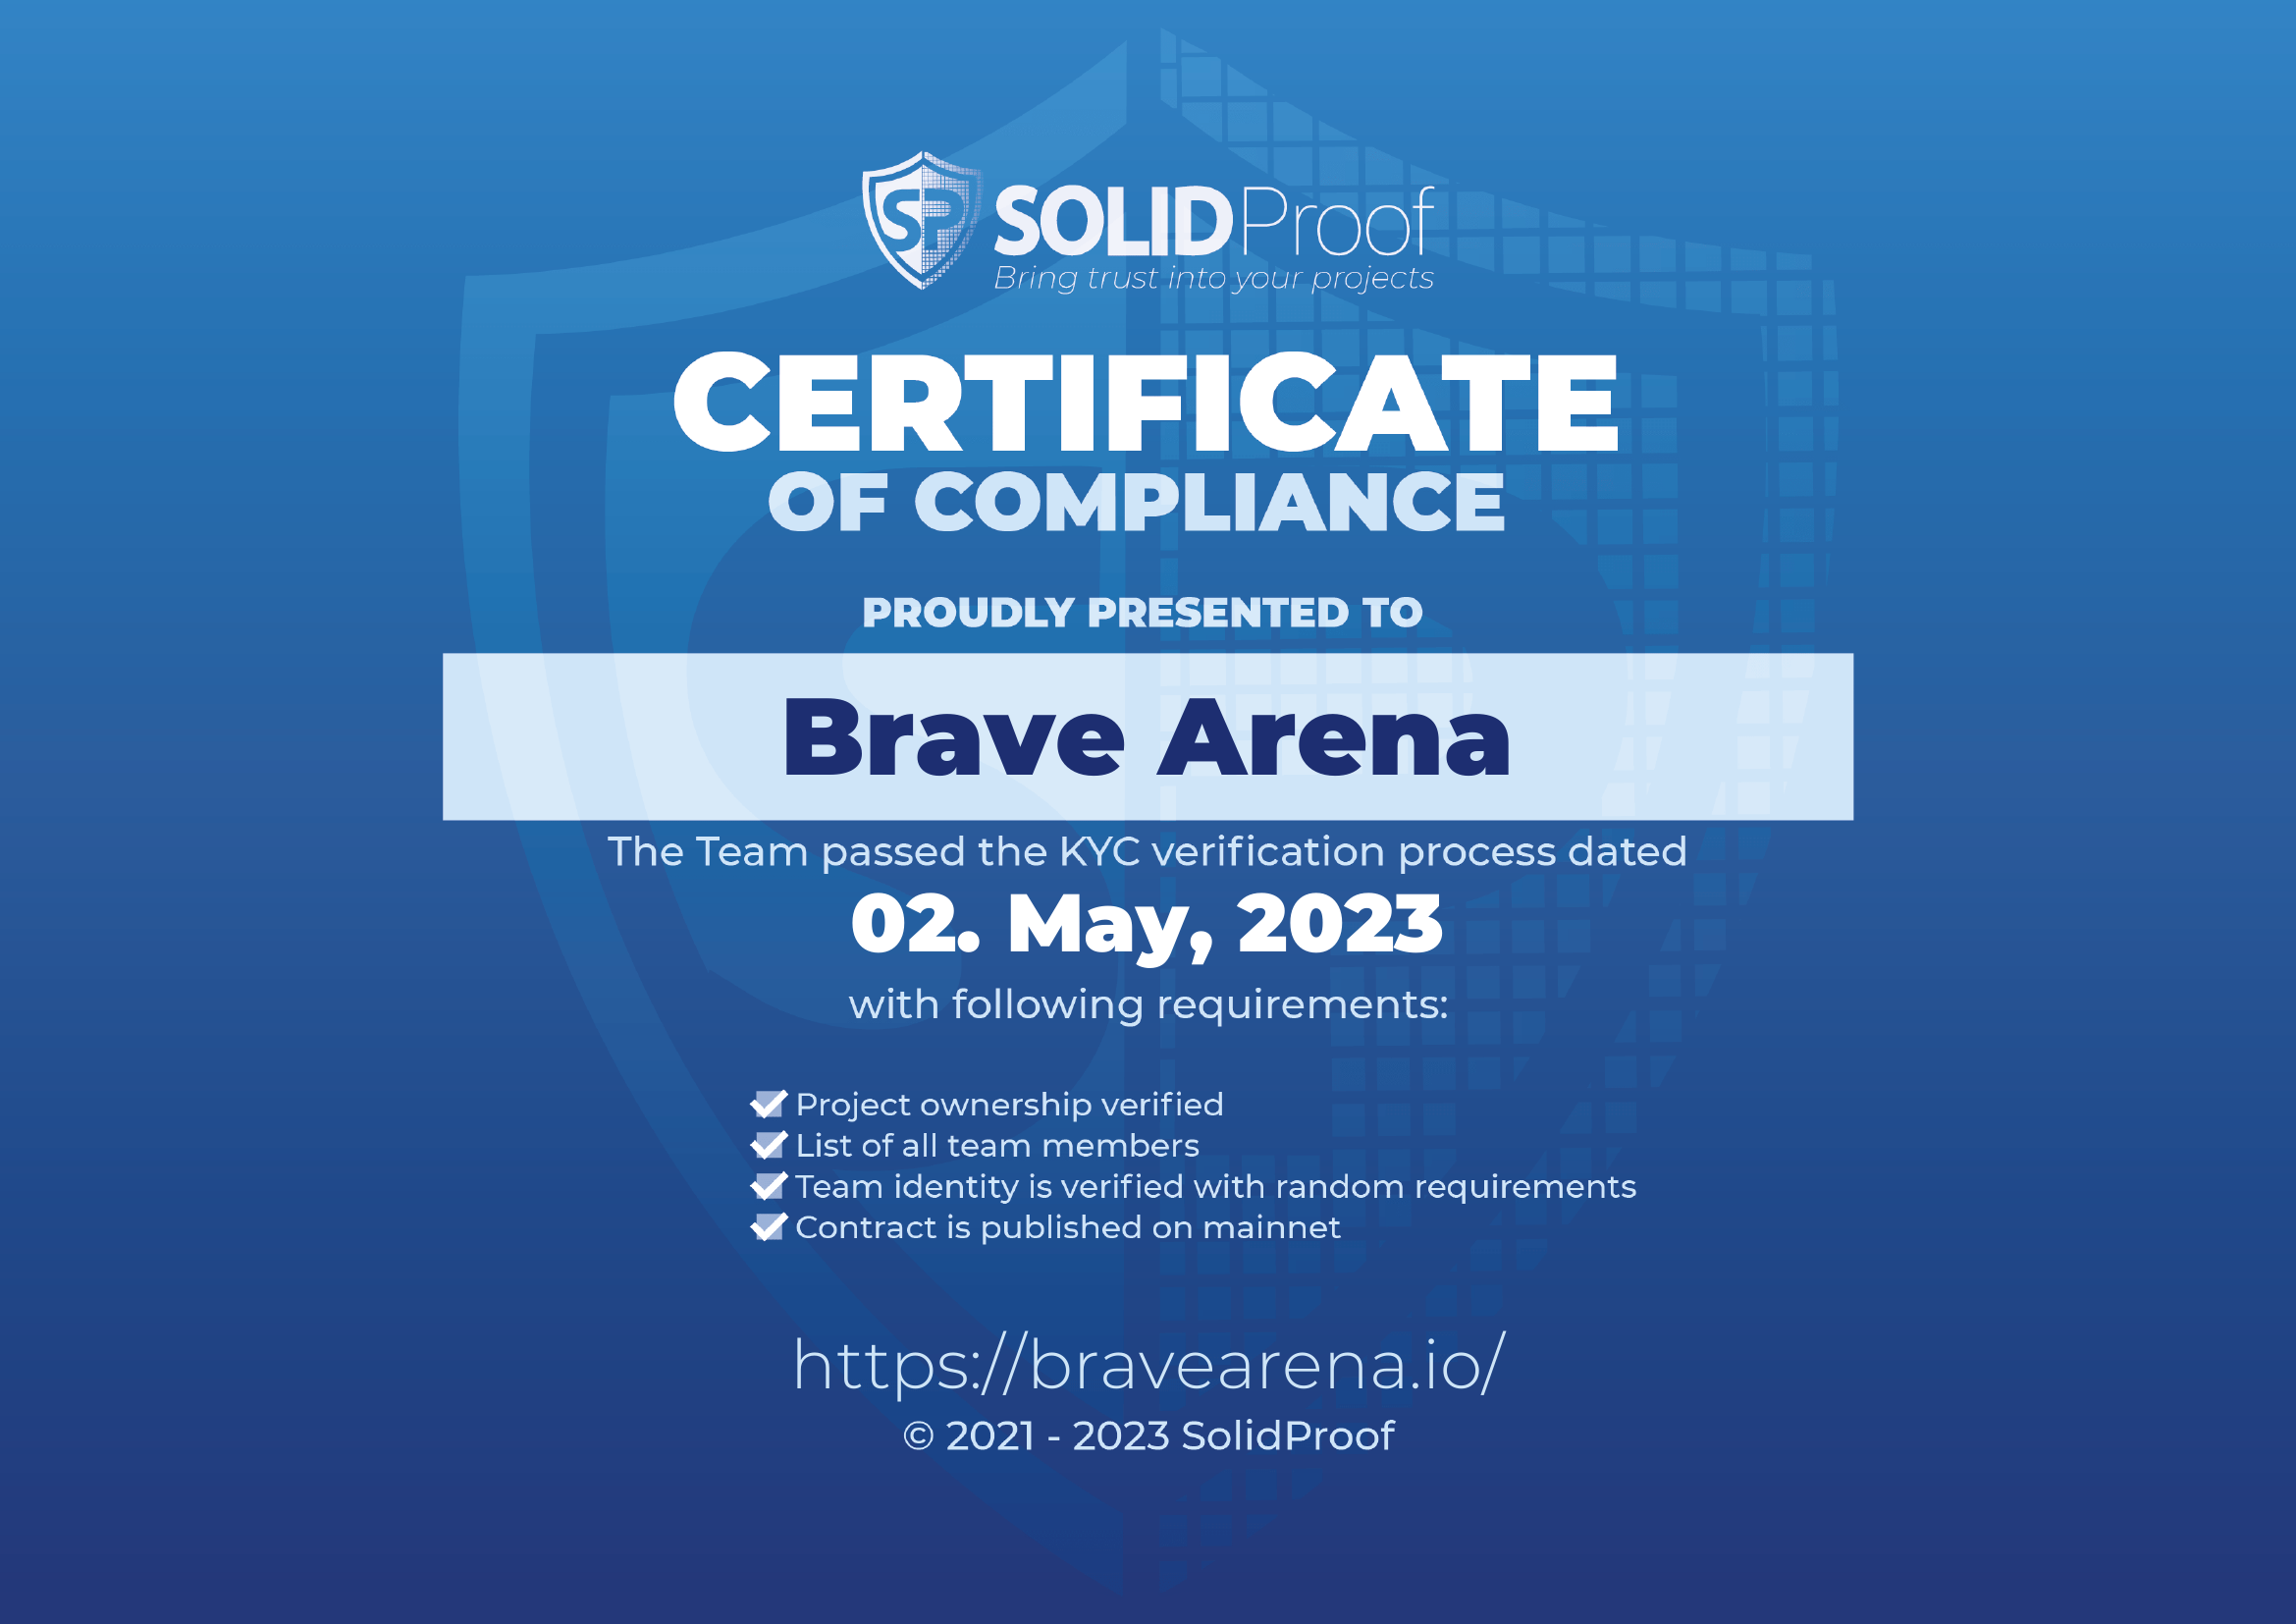 SP SOLIDProof
Bring trust into your projects
CERTIFICATE
OF COMPLIANCE
PROUDLY PRESENTED TO
Brave Arena
The Team passed the KYC verification process dated
02. May, 2023
with following requirements:
Project ownership verified
List of all team members
Team identity is verified with random requirements
Contract is published on mainnet
https://bravearena.io/
© 2021 - 2023 SolidProof